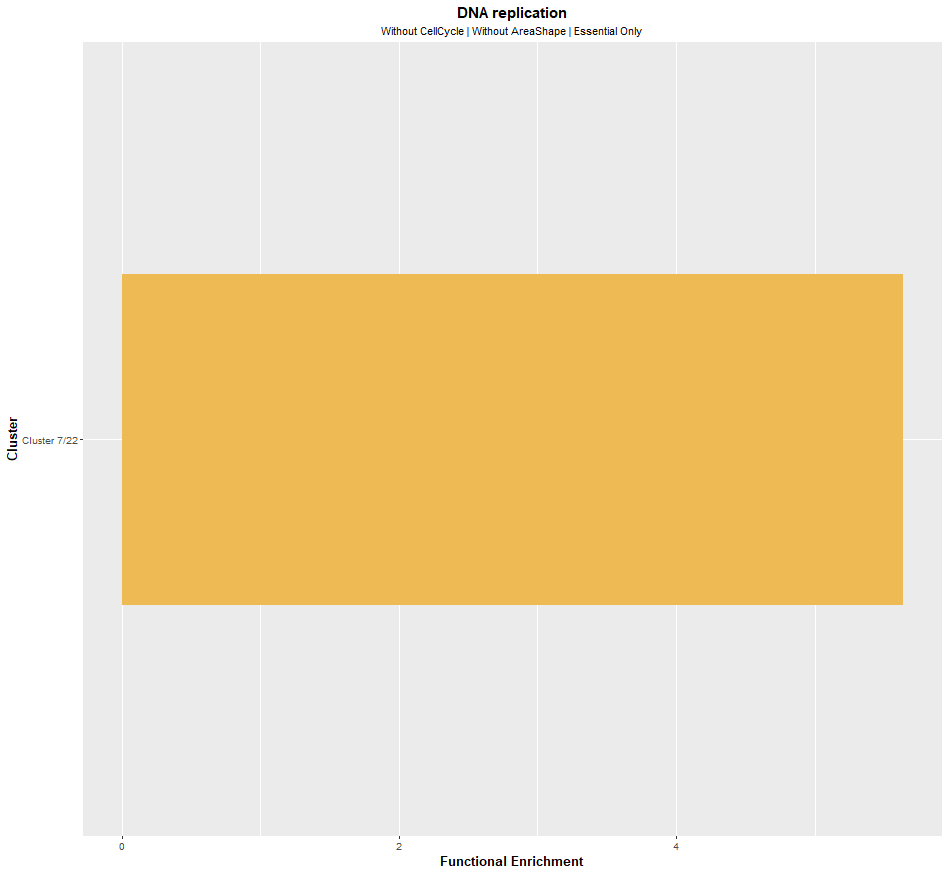 DNA replication
Without CellCycle | Without AreaShape | Essential Only
Cluster
Cluster 7/22
0
2
4
Functional Enrichment